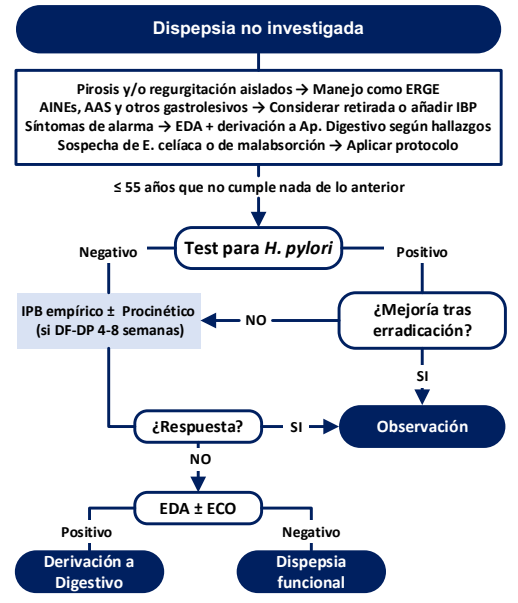 Dispepsia no investigada
Pirosis y/o regurgitación aislados → Manejo como ERGE
AINEs, AAS y otros gastrolesivos → Considerar retirada o añadir IBP
Síntomas de alarma → EDA + derivación a Ap. Digestivo según hallazgos
Sospecha de E. celíaca o de malabsorción → Aplicar protocolo
≤ 55 años que no cumple nada de lo anterior
Test para H. pylori
Negativo
Positivo
IPB empírico ± Procinético
(si DF-DP 4-8 semanas)
NO
¿Mejoría tras
erradicación?
SI
¿Respuesta?
SI
Observación
NO
EDA ± ECO
Positivo
Negativo
Derivación a
Digestivo
Dispepsia
funcional